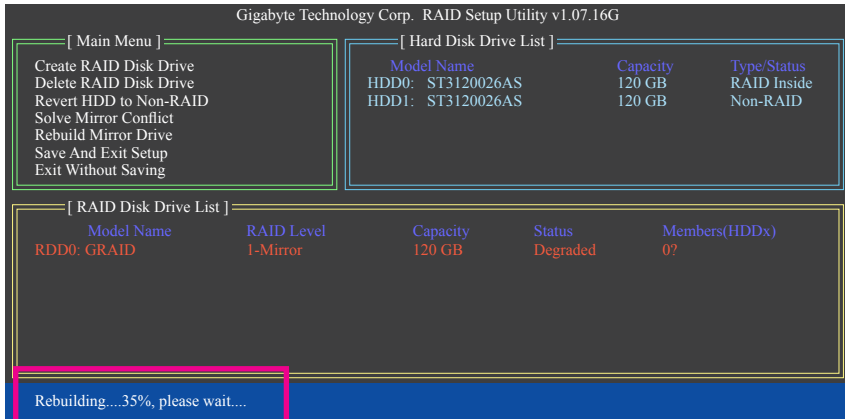 Gigabyte Technology Corp. RAID Setup Utility v1.07.16G
[ Main Menu ]
Create RAID Disk Drive
Delete RAID Disk Drive
Revert HDD to Non-RAID
Solve Mirror Conflict
Rebuild Mirror Drive
Save And Exit Setup
Exit Without Saving
[ Hard Disk Drive List ]
Model Name Capacity Type/Status
HDD0: ST3120026AS 120 GB RAID Inside
HDD1: ST3120026AS 120 GB Non-RAID
[ RAID Disk Drive List ]
Model Name RAID Level Capacity Status Members(HDDx)
RDD0: GRAID 1-Mirror 120 GB Degraded 0?
Rebuilding....35%, please wait....